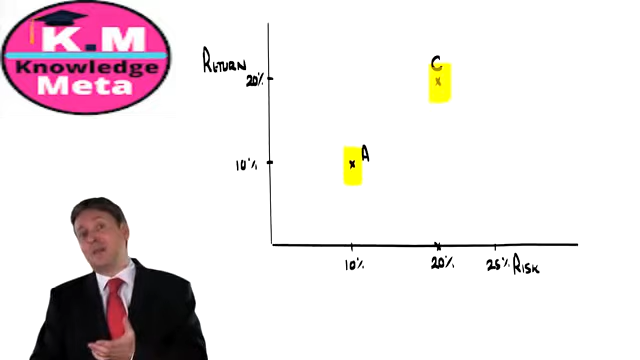 K.M
Knowledge
Meta
RETURN
20%
10%
C
A
10%
20%
25%
RISK